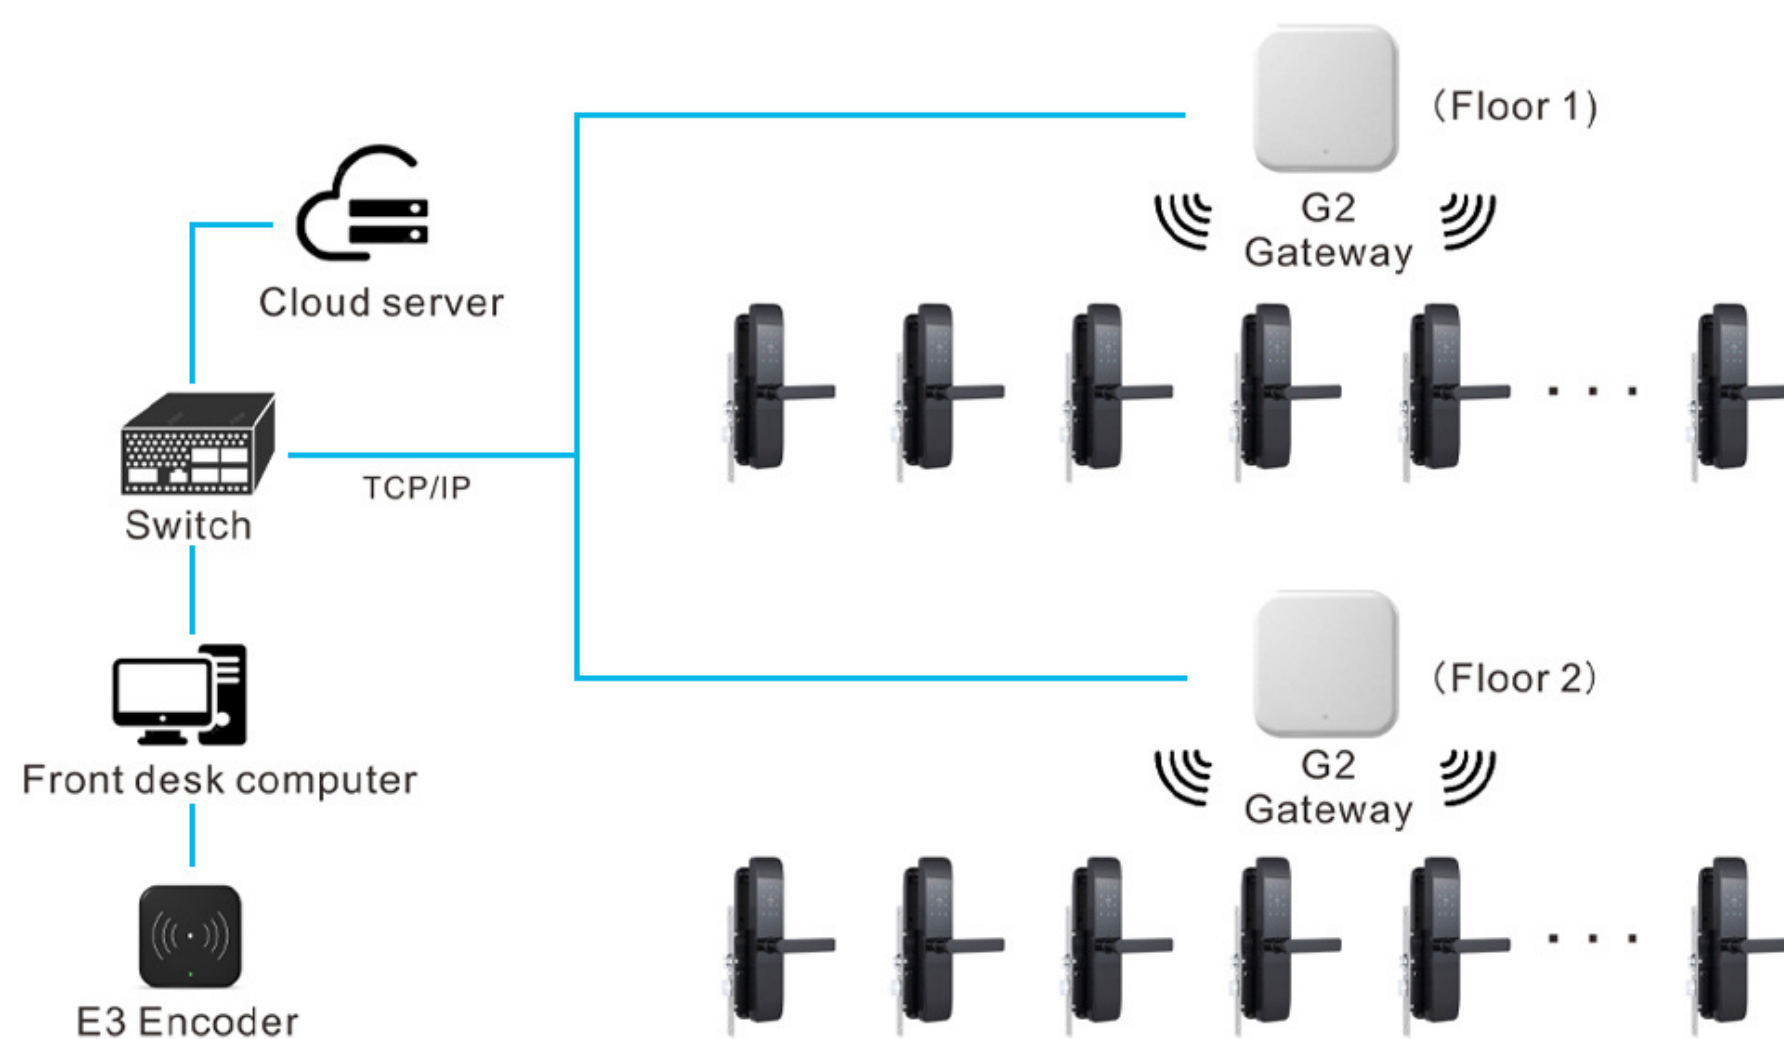 (Floor 1)
G2
Gateway
Cloud server
TCP/IP
Switch
(Floor 2)
G2
Gateway
Front desk computer
E3 Encoder